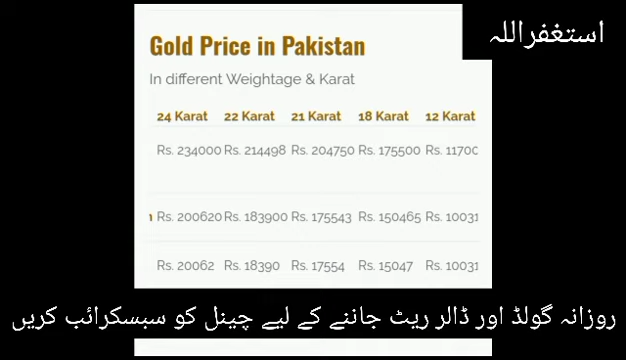 استغفراللہ
Gold Price in Pakistan
In different Weightage & Karat
24 Karat 22 Karat 21 Karat 18 Karat 12 Karat
Rs. 234000 Rs. 214498 Rs. 204750 Rs. 175500 Rs. 11700
Rs. 200620 Rs. 183900 Rs. 175543 Rs. 150465 Rs. 10031
Rs. 20062 Rs. 18390 Rs. 17554 Rs. 15047 Rs. 10031
روزانہ گولڈ اور ڈالر ریٹ جاننے کے لیے چینل کو سبسکرائب کریں